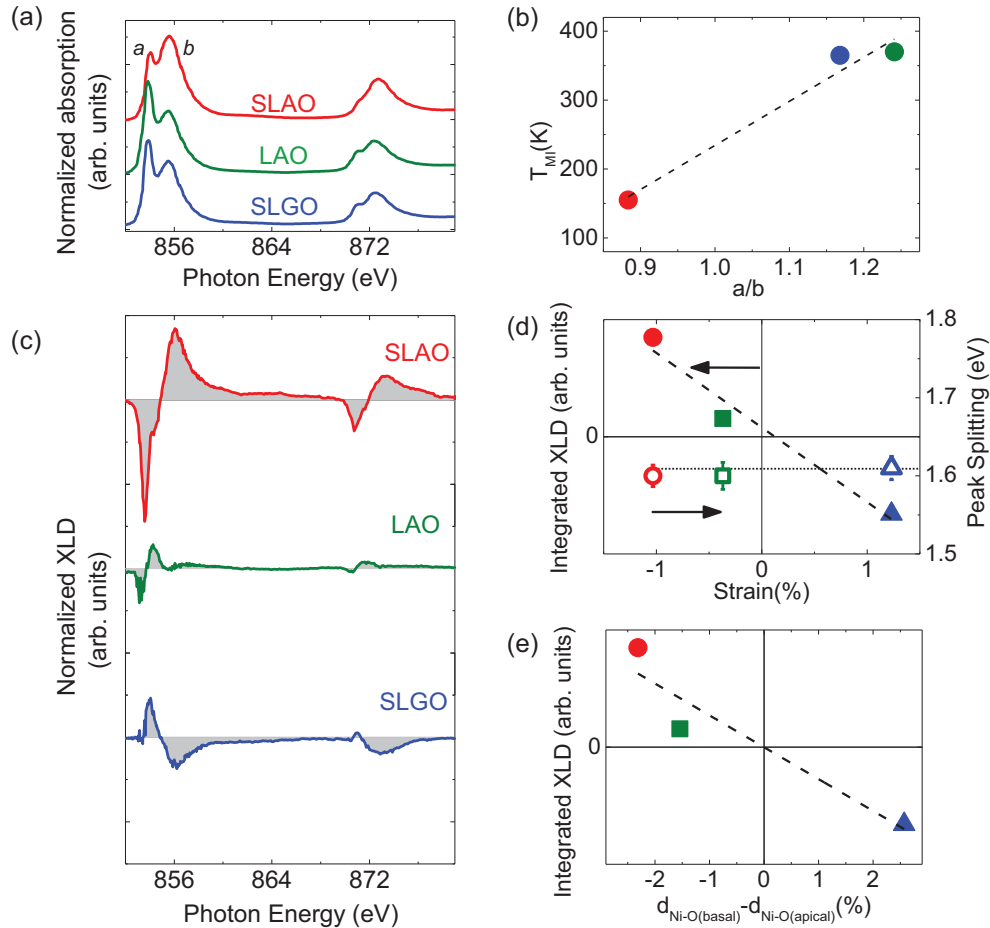 (a)
a
b
SLAO
LAO
SLGO
Normalized absorption
(arb. units)
856
864
872
Photon Energy (eV)
(b)
400
350
300
250
200
150
100
T_MI(K)
0.9
1.0
1.1
1.2
a/b
(c)
SLAO
LAO
SLGO
Normalized XLD
(arb. units)
856
864
872
Photon Energy (eV)
(d)
Integrated XLD (arb. units)
0
1.8
1.7
1.6
1.5
Peak Splitting (eV)
-1
0
1
Strain(%)
(e)
Integrated XLD (arb. units)
0
-2
-1
0
1
2
d_Ni-O(basal)-d_Ni-O(apical)(%)